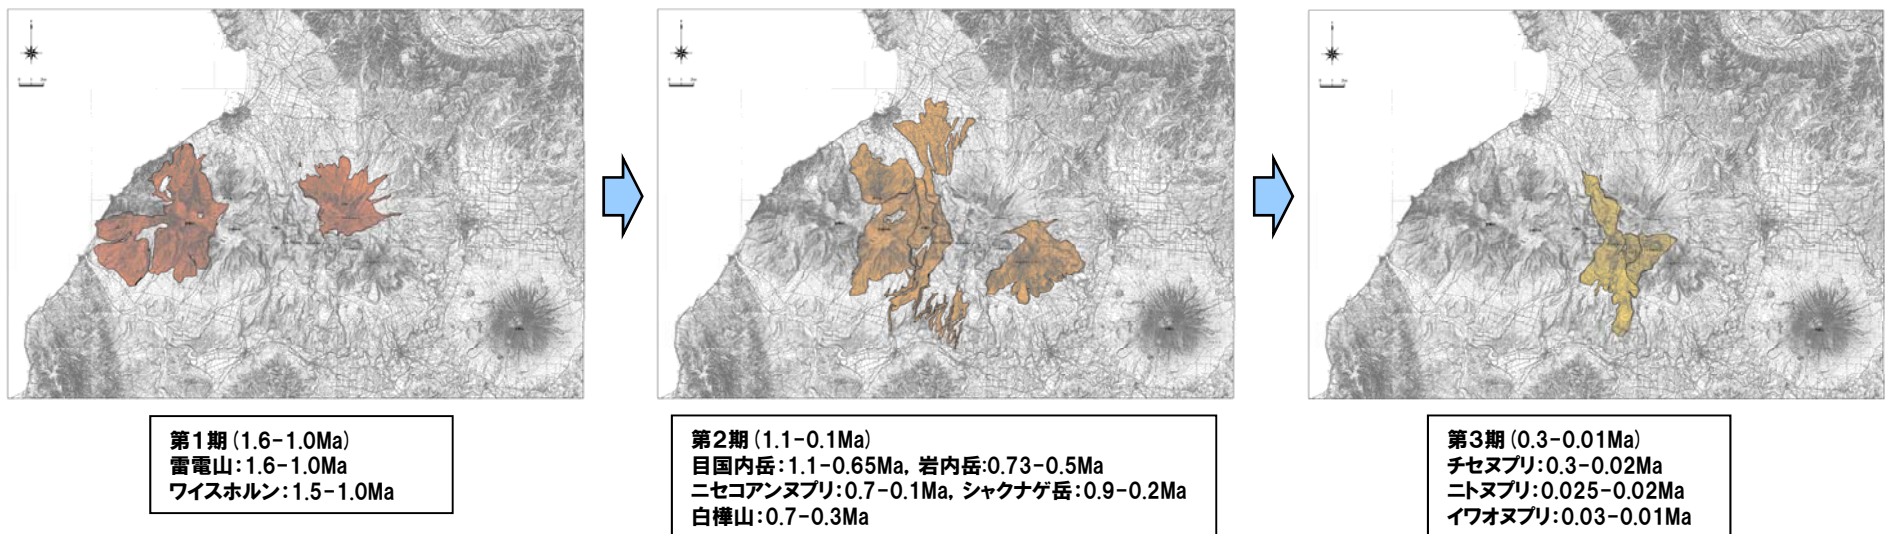 第1期(1.6-1.0Ma)
雷電山:1.6-1.0Ma
ワイスホルン:1.5-1.0Ma
第2期(1.1-0.1Ma)
目国内岳:1.1-0.65Ma, 岩内岳:0.73-0.5Ma
ニセコアンヌプリ:0.7-0.1Ma, シャクナゲ岳:0.9-0.2Ma
白樺山:0.7-0.3Ma
第3期(0.3-0.01Ma)
チセヌプリ:0.3-0.02Ma
ニトヌプリ:0.025-0.02Ma
イワオヌプリ:0.03-0.01Ma